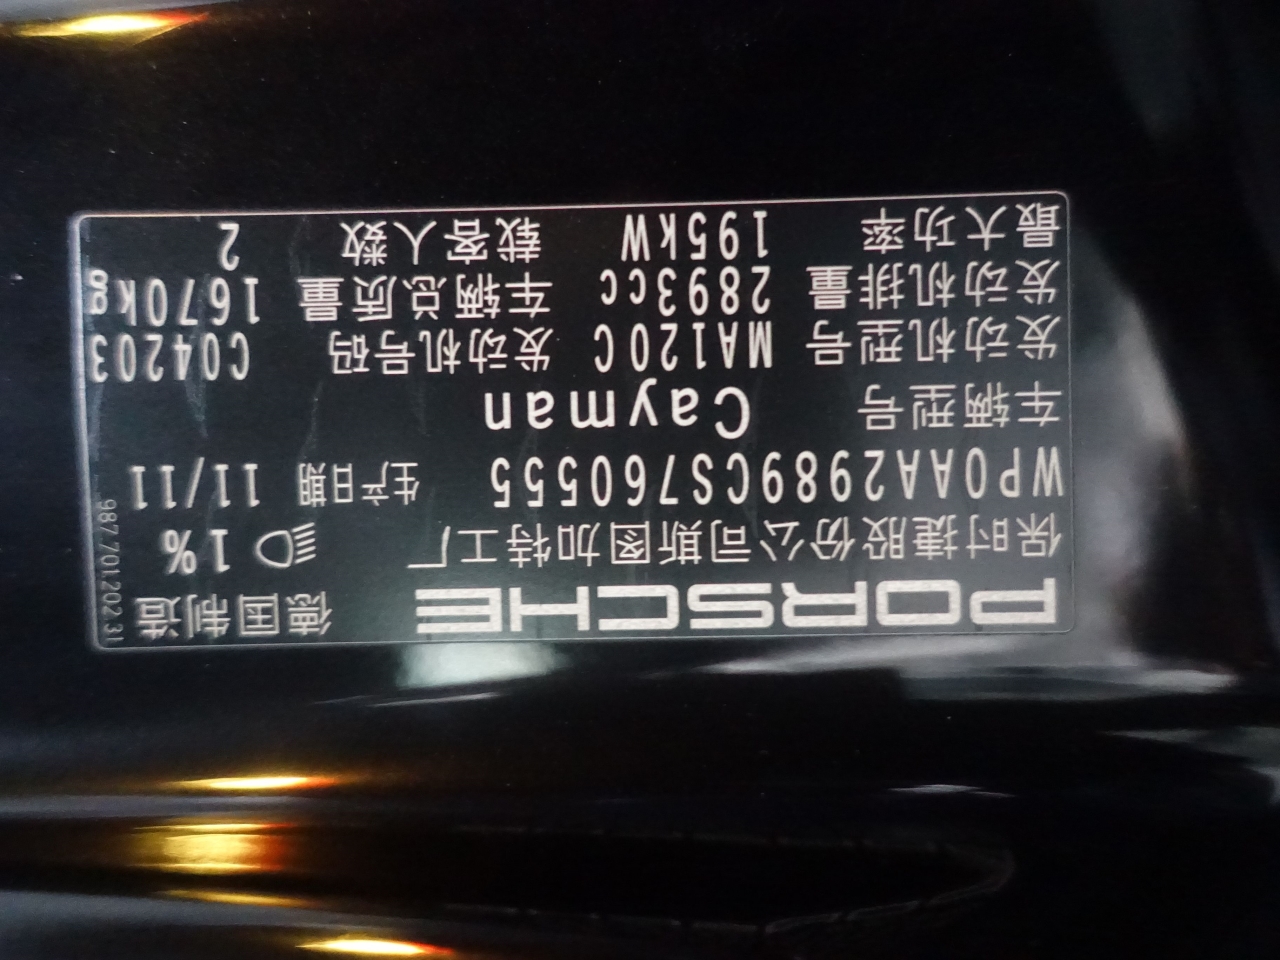 PORSCHE 德国制造
保时捷股份公司斯图加特工厂 1%
WP0AA2989CS760555 生产日期 11/11
车辆型号 Cayman
发动机型号 MA120C 发动机号码 C04203
发动机排量 2893cc 车辆总质量 1670kg
最大功率 195kW 载客人数 2
987.701.202.31